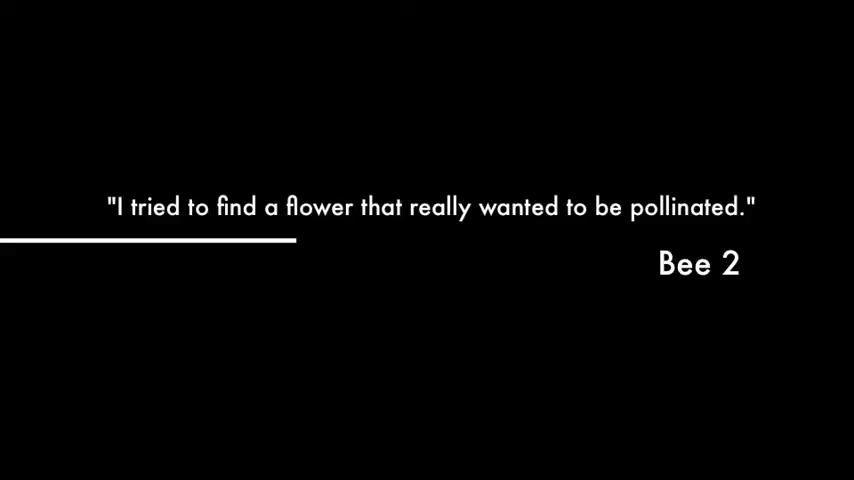 "I tried to find a flower that really wanted to be pollinated."
Bee 2